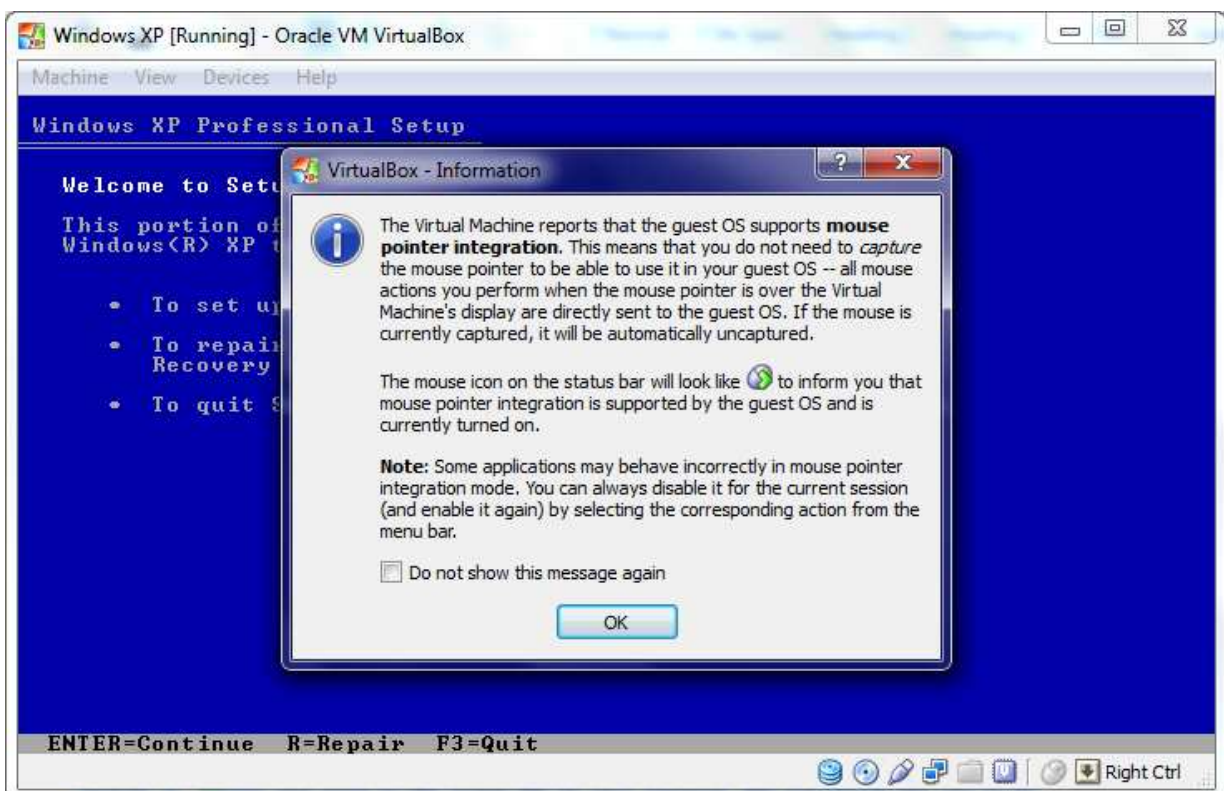 Windows XP [Running] - Oracle VM VirtualBox
Machine View Devices Help
Windows XP Professional Setup
Welcome to Setu
This portion of
Windows(R) XP t
• To set up
• To repair
Recovery
• To quit S
VirtualBox - Information
The Virtual Machine reports that the guest OS supports mouse
pointer integration. This means that you do not need to capture
the mouse pointer to be able to use it in your guest OS -- all mouse
actions you perform when the mouse pointer is over the Virtual
Machine's display are directly sent to the guest OS. If the mouse is
currently captured, it will be automatically uncaptured.
The mouse icon on the status bar will look like to inform you that
mouse pointer integration is supported by the guest OS and is
currently turned on.
Note: Some applications may behave incorrectly in mouse pointer
integration mode. You can always disable it for the current session
(and enable it again) by selecting the corresponding action from the
menu bar.
Do not show this message again
OK
ENTER=Continue R=Repair F3=Quit
Right Ctrl